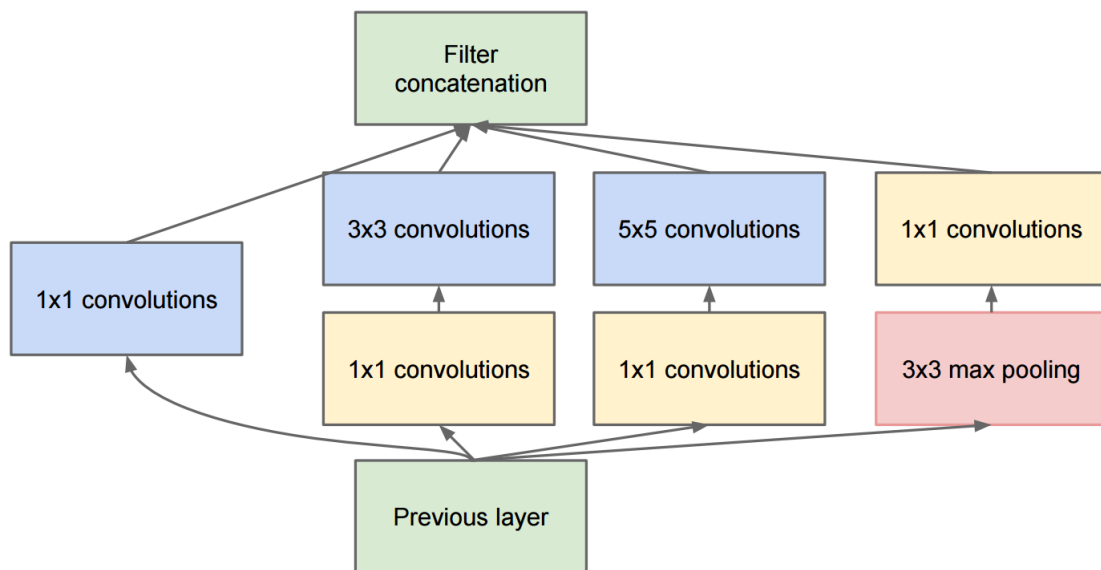 Filter
concatenation
3x3 convolutions
5x5 convolutions
1x1 convolutions
1x1 convolutions
1x1 convolutions
1x1 convolutions
3x3 max pooling
Previous layer